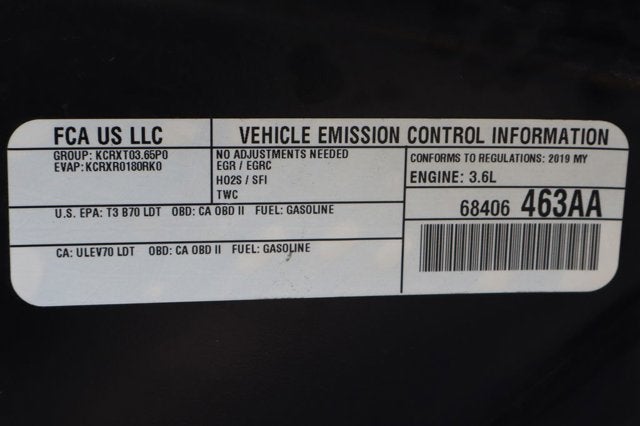 FCA US LLC
VEHICLE EMISSION CONTROL INFORMATION
GROUP: KCRXT03.65P0
EVAP: KCRXR0180RK0
NO ADJUSTMENTS NEEDED
EGR / EGRC
HO2S / SFI
TWC
CONFORMS TO REGULATIONS: 2019 MY
ENGINE: 3.6L
U.S. EPA: T3 B70 LDT OBD: CA OBD II FUEL: GASOLINE
68406 463AA
CA: ULEV70 LDT OBD: CA OBD II FUEL: GASOLINE